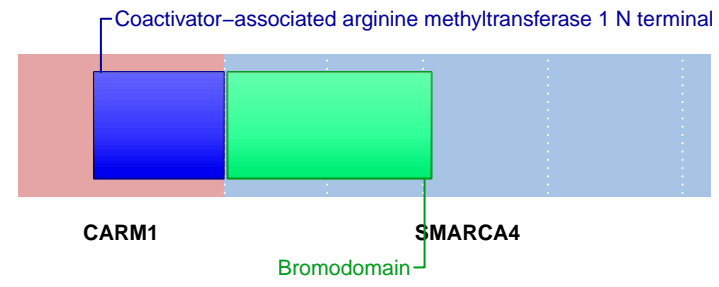 Coactivator−associated arginine methyltransferase 1 N terminal
CARM1 SMARCA4
Bromodomain